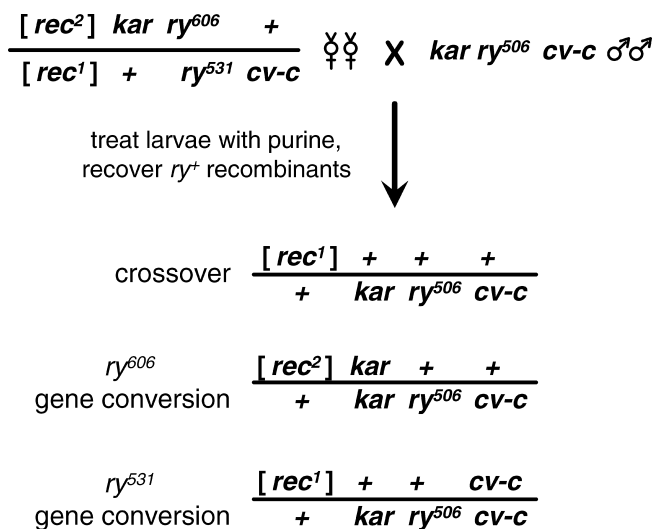 [rec²] kar ry⁶⁰⁶ + 
[rec¹] + ry⁵³¹ cv-c
⚥⚥ X kar ry⁵⁰⁶ cv-c ♂♂
treat larvae with purine,
recover ry⁺ recombinants
crossover
[rec¹] + + +
+ kar ry⁵⁰⁶ cv-c
ry⁶⁰⁶
gene conversion
[rec²] kar + +
+ kar ry⁵⁰⁶ cv-c
ry⁵³¹
gene conversion
[rec¹] + + cv-c
+ kar ry⁵⁰⁶ cv-c